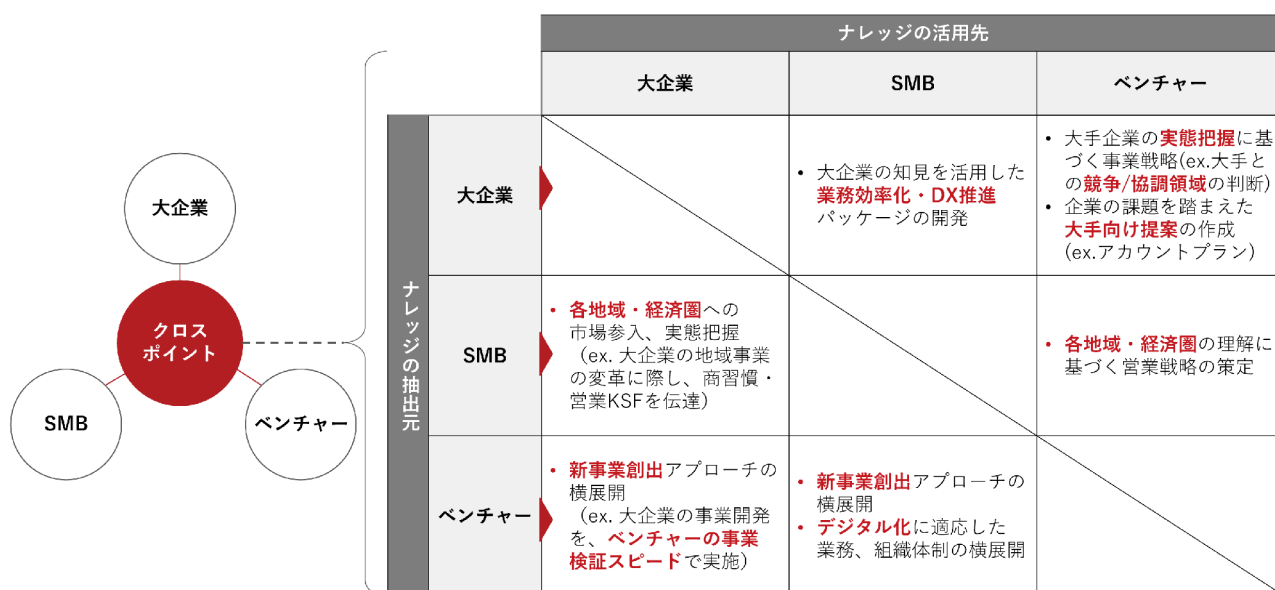 大企業
クロス
ポイント
SMB
ベンチャー
ナレッジの活用先
大企業
SMB
ベンチャー
ナレッジの抽出元
大企業
• 大企業の知見を活用した
業務効率化・DX推進
パッケージの開発
• 大手企業の実態把握に基
づく事業戦略(ex.大手と
の競争/協調領域の判断)
• 企業の課題を踏まえた
大手向け提案の作成
(ex.アカウントプラン)
SMB
• 各地域・経済圏への
市場参入、実態把握
（ex. 大企業の地域事業
の変革に際し、商習慣・
営業KSFを伝達）
• 各地域・経済圏の理解に
基づく営業戦略の策定
ベンチャー
• 新事業創出アプローチの
横展開
（ex. 大企業の事業開発
を、ベンチャーの事業
検証スピードで実施）
• 新事業創出アプローチの
横展開
• デジタル化に適応した
業務、組織体制の横展開